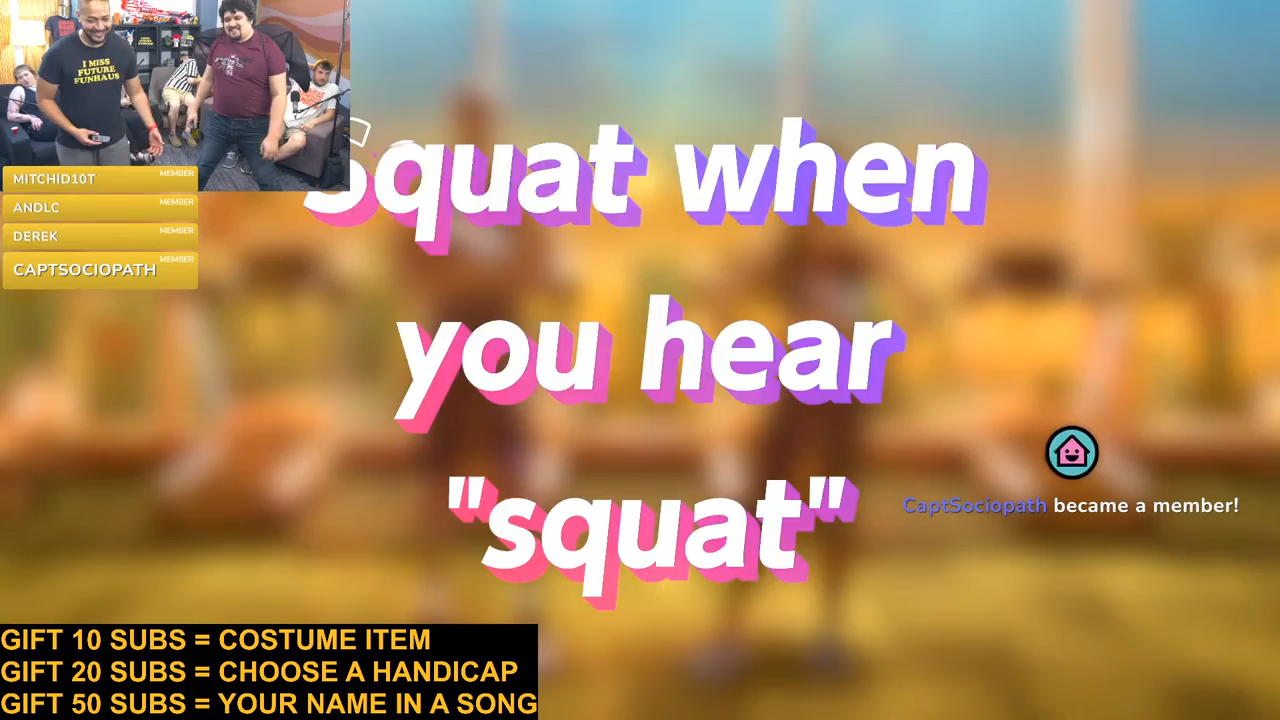 I MISS
FUTURE
FUNHAUS
MITCHID10T
MEMBER
ANDLC
MEMBER
DEREK
MEMBER
CAPTSOCIOPATH
MEMBER
Squat when
you hear
"squat"
CaptSociopath became a member!
GIFT 10 SUBS = COSTUME ITEM
GIFT 20 SUBS = CHOOSE A HANDICAP
GIFT 50 SUBS = YOUR NAME IN A SONG